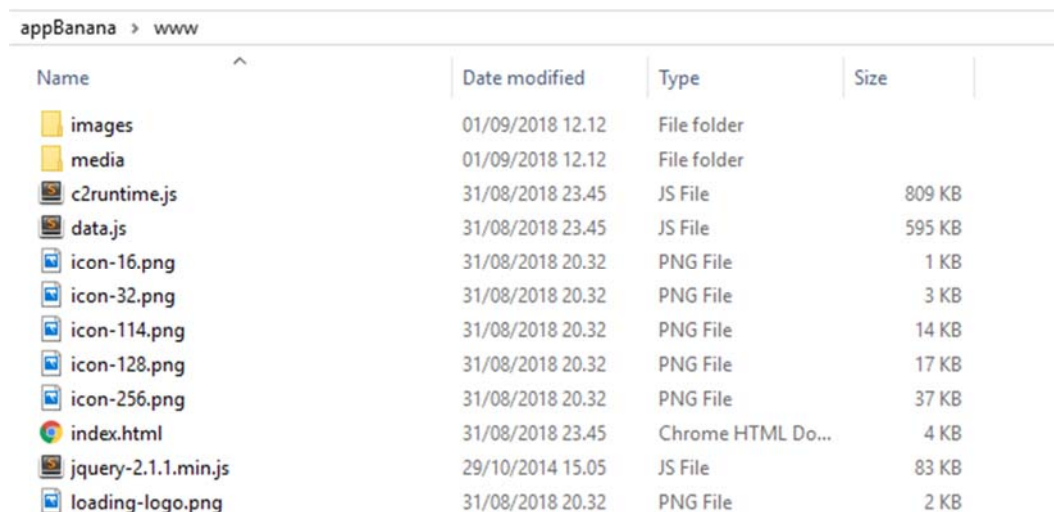 appBanana > www
Name Date modified Type Size
images 01/09/2018 12.12 File folder
media 01/09/2018 12.12 File folder
c2runtime.js 31/08/2018 23.45 JS File 809 KB
data.js 31/08/2018 23.45 JS File 595 KB
icon-16.png 31/08/2018 20.32 PNG File 1 KB
icon-32.png 31/08/2018 20.32 PNG File 3 KB
icon-114.png 31/08/2018 20.32 PNG File 14 KB
icon-128.png 31/08/2018 20.32 PNG File 17 KB
icon-256.png 31/08/2018 20.32 PNG File 37 KB
index.html 31/08/2018 23.45 Chrome HTML Do... 4 KB
jquery-2.1.1.min.js 29/10/2014 15.05 JS File 83 KB
loading-logo.png 31/08/2018 20.32 PNG File 2 KB